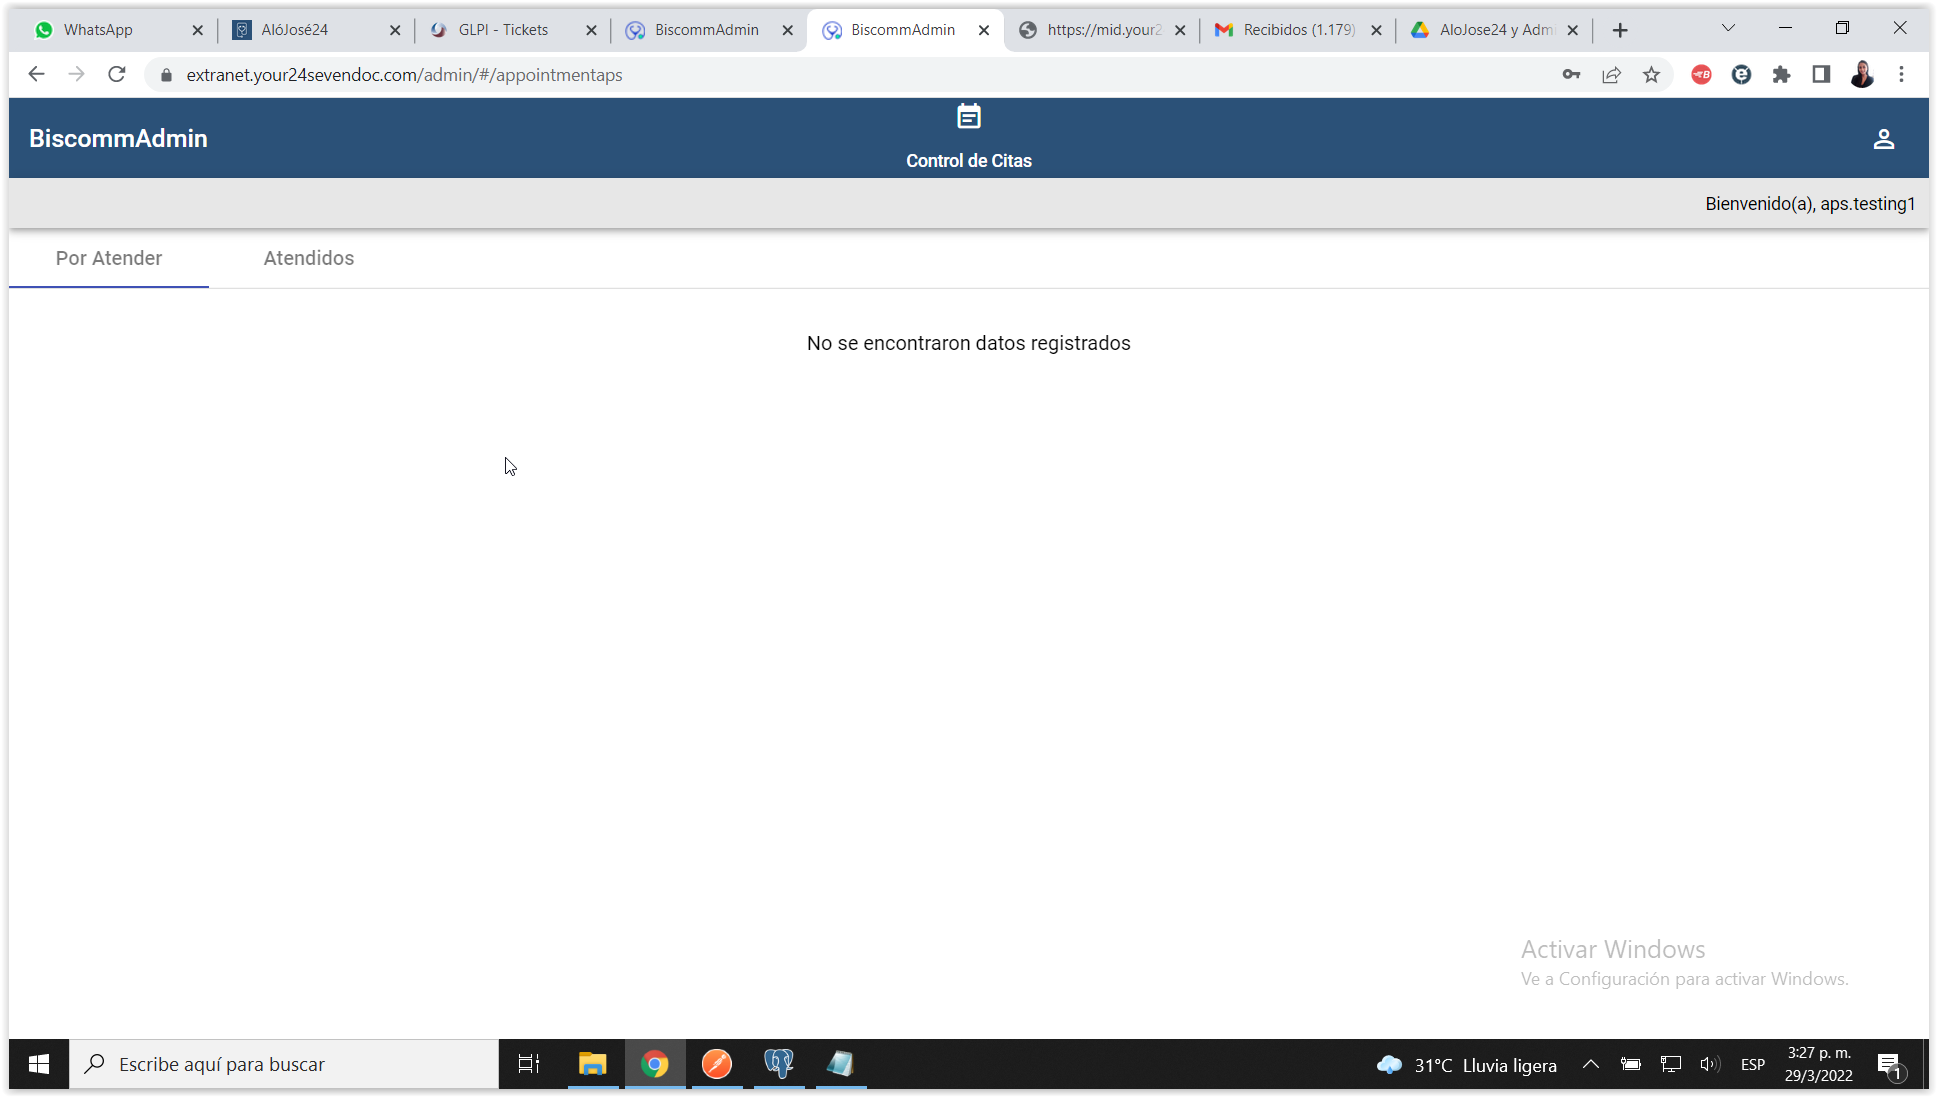 WhatsApp
AlóJosé24
GLPI - Tickets
BiscommAdmin
BiscommAdmin
https://mid.your2
Recibidos (1.179)
AloJose24 y Admi
extranet.your24sevendoc.com/admin/#/appointmentaps
BiscommAdmin
Control de Citas
Bienvenido(a), aps.testing1
Por Atender
Atendidos
No se encontraron datos registrados
Activar Windows
Ve a Configuración para activar Windows.
Escribe aquí para buscar
31°C Lluvia ligera
ESP
3:27 p. m.
29/3/2022
1